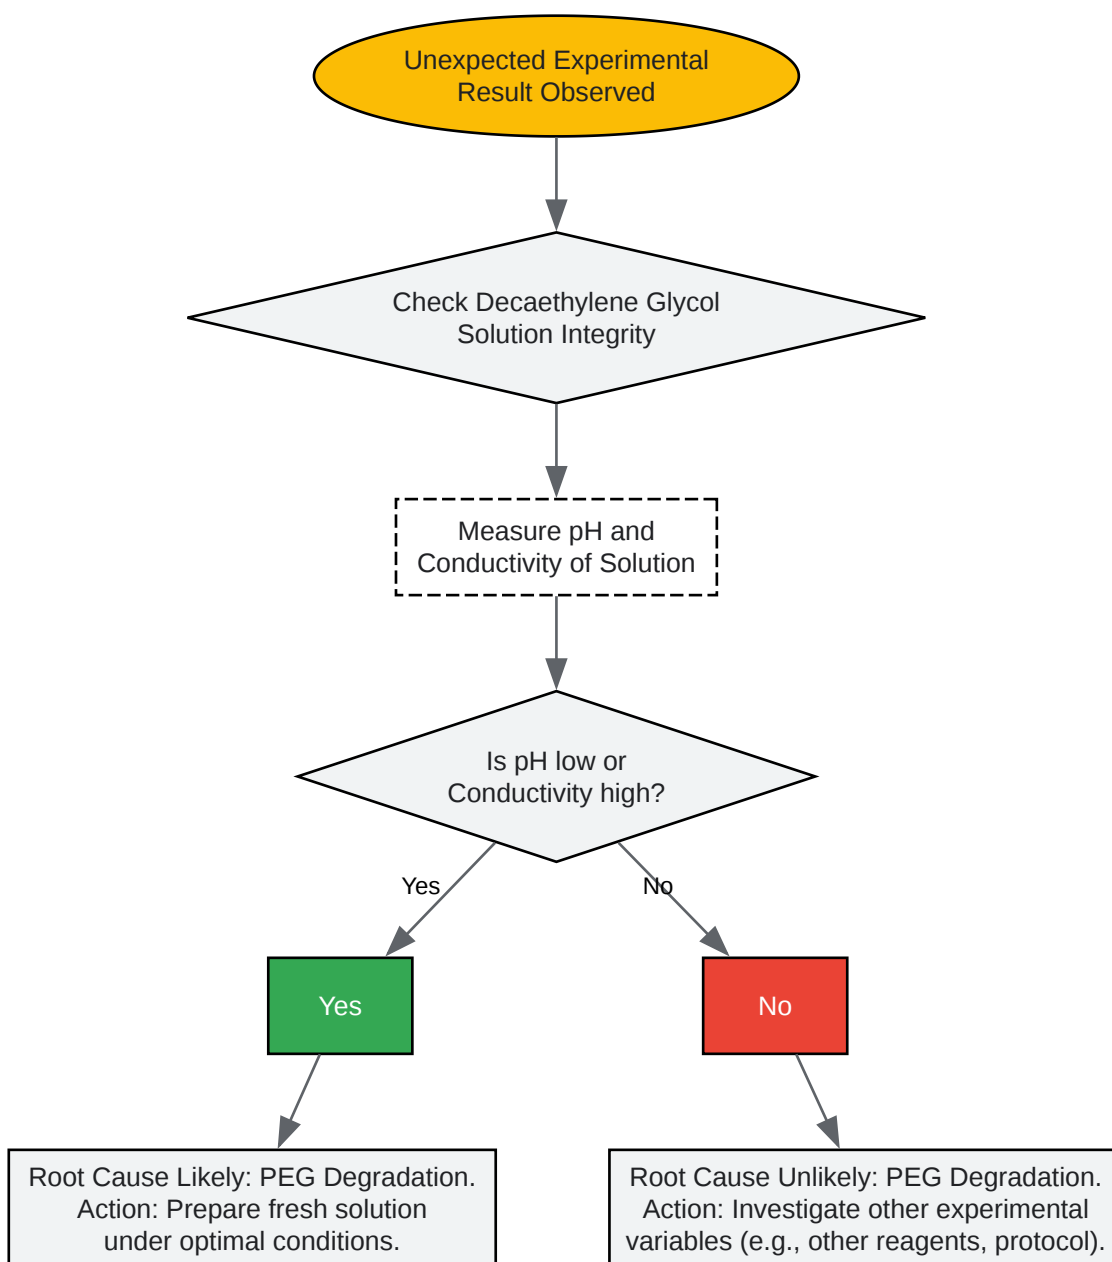 Unexpected Experimental
Result Observed
Check Decaethylene Glycol
Solution Integrity
Measure pH and
Conductivity of Solution
Is pH low or
Conductivity high?
Yes
No
Yes
No
Root Cause Likely: PEG Degradation.
Action: Prepare fresh solution
under optimal conditions.
Root Cause Unlikely: PEG Degradation.
Action: Investigate other experimental
variables (e.g., other reagents, protocol).